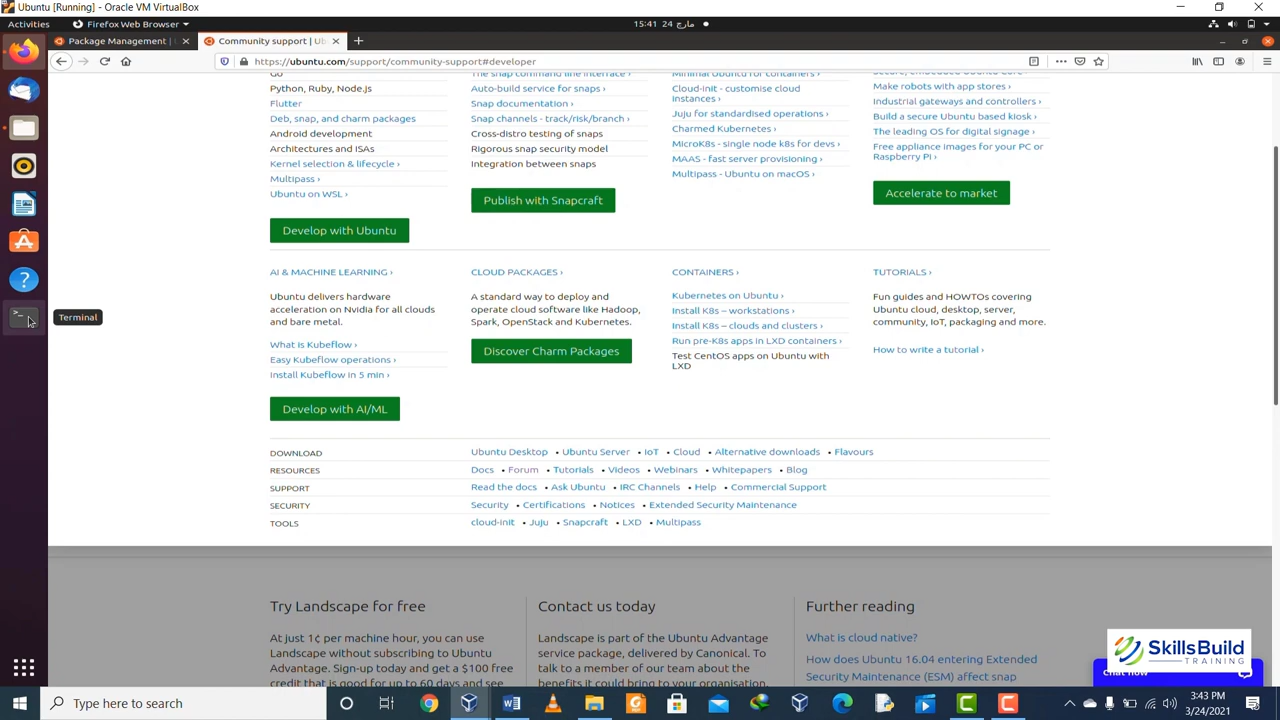 Ubuntu [Running] - Oracle VM VirtualBox
Activities
Firefox Web Browser
15:41 24 مارچ
Package Management |
Community support | Ub
https://ubuntu.com/support/community-support#developer
Go
Python, Ruby, Node.js
Flutter
Deb, snap, and charm packages
Android development
Architectures and ISAs
Kernel selection & lifecycle ›
Multipass ›
Ubuntu on WSL ›
Develop with Ubuntu
The snap command line interface ›
Auto-build service for snaps ›
Snap documentation ›
Snap channels - track/risk/branch ›
Cross-distro testing of snaps
Rigorous snap security model
Integration between snaps
Publish with Snapcraft
Minimal Ubuntu for containers ›
Cloud-init - customise cloud
instances ›
Juju for standardised operations ›
Charmed Kubernetes ›
MicroK8s - single node k8s for devs ›
MAAS - fast server provisioning ›
Multipass - Ubuntu on macOS ›
Secure, embedded Ubuntu Core ›
Make robots with app stores ›
Industrial gateways and controllers ›
Build a secure Ubuntu based kiosk ›
The leading OS for digital signage ›
Free appliance images for your PC or
Raspberry Pi ›
Accelerate to market
AI & MACHINE LEARNING ›
Ubuntu delivers hardware
acceleration on Nvidia for all clouds
and bare metal.
What is Kubeflow ›
Easy Kubeflow operations ›
Install Kubeflow in 5 min ›
Develop with AI/ML
CLOUD PACKAGES ›
A standard way to deploy and
operate cloud software like Hadoop,
Spark, OpenStack and Kubernetes.
Discover Charm Packages
CONTAINERS ›
Kubernetes on Ubuntu ›
Install K8s – workstations ›
Install K8s – clouds and clusters ›
Run pre-K8s apps in LXD containers ›
Test CentOS apps on Ubuntu with
LXD
TUTORIALS ›
Fun guides and HOWTOs covering
Ubuntu cloud, desktop, server,
community, IoT, packaging and more.
How to write a tutorial ›
Terminal
DOWNLOAD Ubuntu Desktop • Ubuntu Server • IoT • Cloud • Alternative downloads • Flavours
RESOURCES Docs • Forum • Tutorials • Videos • Webinars • Whitepapers • Blog
SUPPORT Read the docs • Ask Ubuntu • IRC Channels • Help • Commercial Support
SECURITY Security • Certifications • Notices • Extended Security Maintenance
TOOLS cloud-init • Juju • Snapcraft • LXD • Multipass
Try Landscape for free
At just 1¢ per machine hour, you can use
Landscape without subscribing to Ubuntu
Advantage. Sign-up today and get a $100 free
credit that is good for up to 60 days and see
Contact us today
Landscape is part of the Ubuntu Advantage
service package, delivered by Canonical. To
talk to a member of our team about the
benefits it could bring to your organisation,
Further reading
What is cloud native?
How does Ubuntu 16.04 entering Extended
Security Maintenance (ESM) affect snap
SkillsBuild
TRAINING
Chat now
Type here to search
3:43 PM
3/24/2021